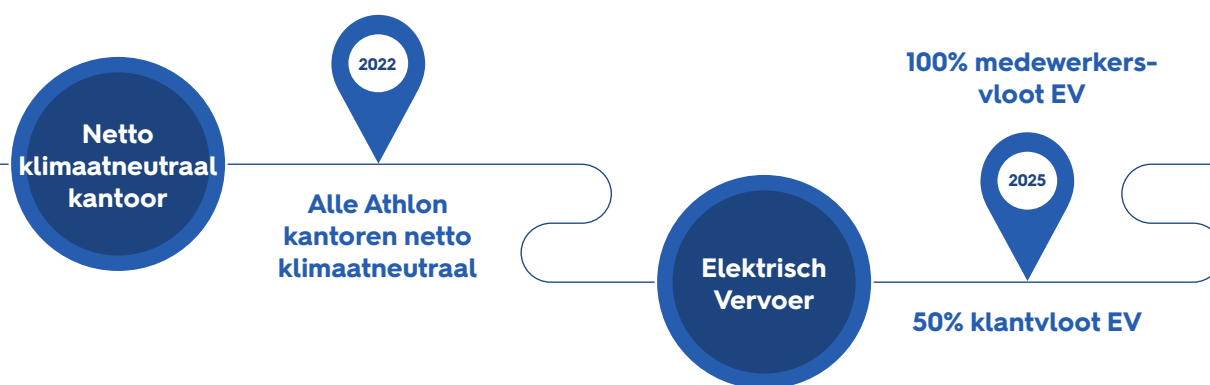 Netto
klimaatneutraal
kantoor
2022
Alle Athlon
kantoren netto
klimaatneutraal
Elektrisch
Vervoer
100% medewerkers-
vloot EV
2025
50% klantvloot EV